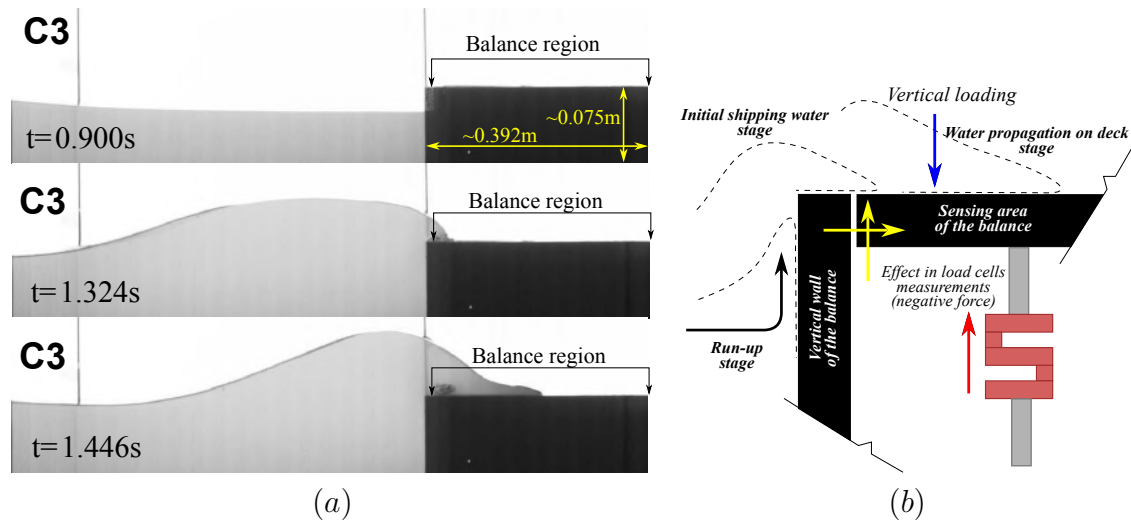 C3
Balance region
~0.075m
~0.392m
t=0.900s
C3
Balance region
t=1.324s
C3
Balance region
t=1.446s
(a)
Vertical loading
Initial shipping water
stage
Water propagation on deck
stage
Sensing area
of the balance
Vertical wall
of the balance
Effect in load cells
measurements
(negative force)
Run-up
stage
(b)